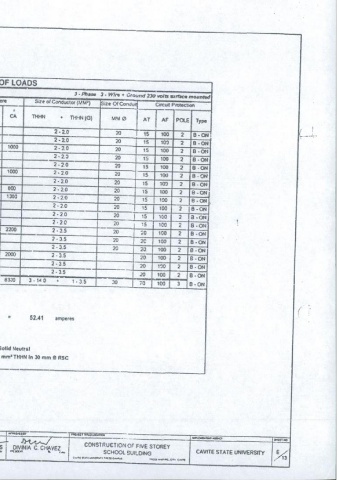 OF LOADS
3 - Phase 3 - Wire + Ground 230 volts surface mounted
Size of Conductor (MM²) Size Of Conduit Circuit Protection
CA THHN + THHN (G) MM Ø AT AF POLE Type
2 - 2.0 20 15 100 2 B - ON
2 - 2.0 20 15 100 2 B - ON
1000 2 - 2.0 20 15 100 2 B - ON
2 - 2.0 20 15 100 2 B - ON
2 - 2.0 20 15 100 2 B - ON
1000 2 - 2.0 20 15 100 2 B - ON
2 - 2.0 20 15 100 2 B - ON
600 2 - 2.0 20 15 100 2 B - ON
1300 2 - 2.0 20 15 100 2 B - ON
2 - 2.0 20 15 100 2 B - ON
2 - 2.0 20 15 100 2 B - ON
2 - 2.0 20 15 100 2 B - ON
2 - 3.5 20 20 100 2 B - ON
2 - 3.5 20 20 100 2 B - ON
2 - 3.5 20 20 100 2 B - ON
2000 2 - 3.5 20 20 100 2 B - ON
2 - 3.5 20 20 100 2 B - ON
2 - 3.5 20 20 100 2 B - ON
3 - 14.0 + 1 - 3.5 30 70 100 3 B - ON
= 52.41 amperes
Solid Neutral
mm² THHN in 30 mm Ø RSC
DIVINIA C. CHAVEZ
CONSTRUCTION OF FIVE STOREY
SCHOOL BUILDING
CAVITE STATE UNIVERSITY